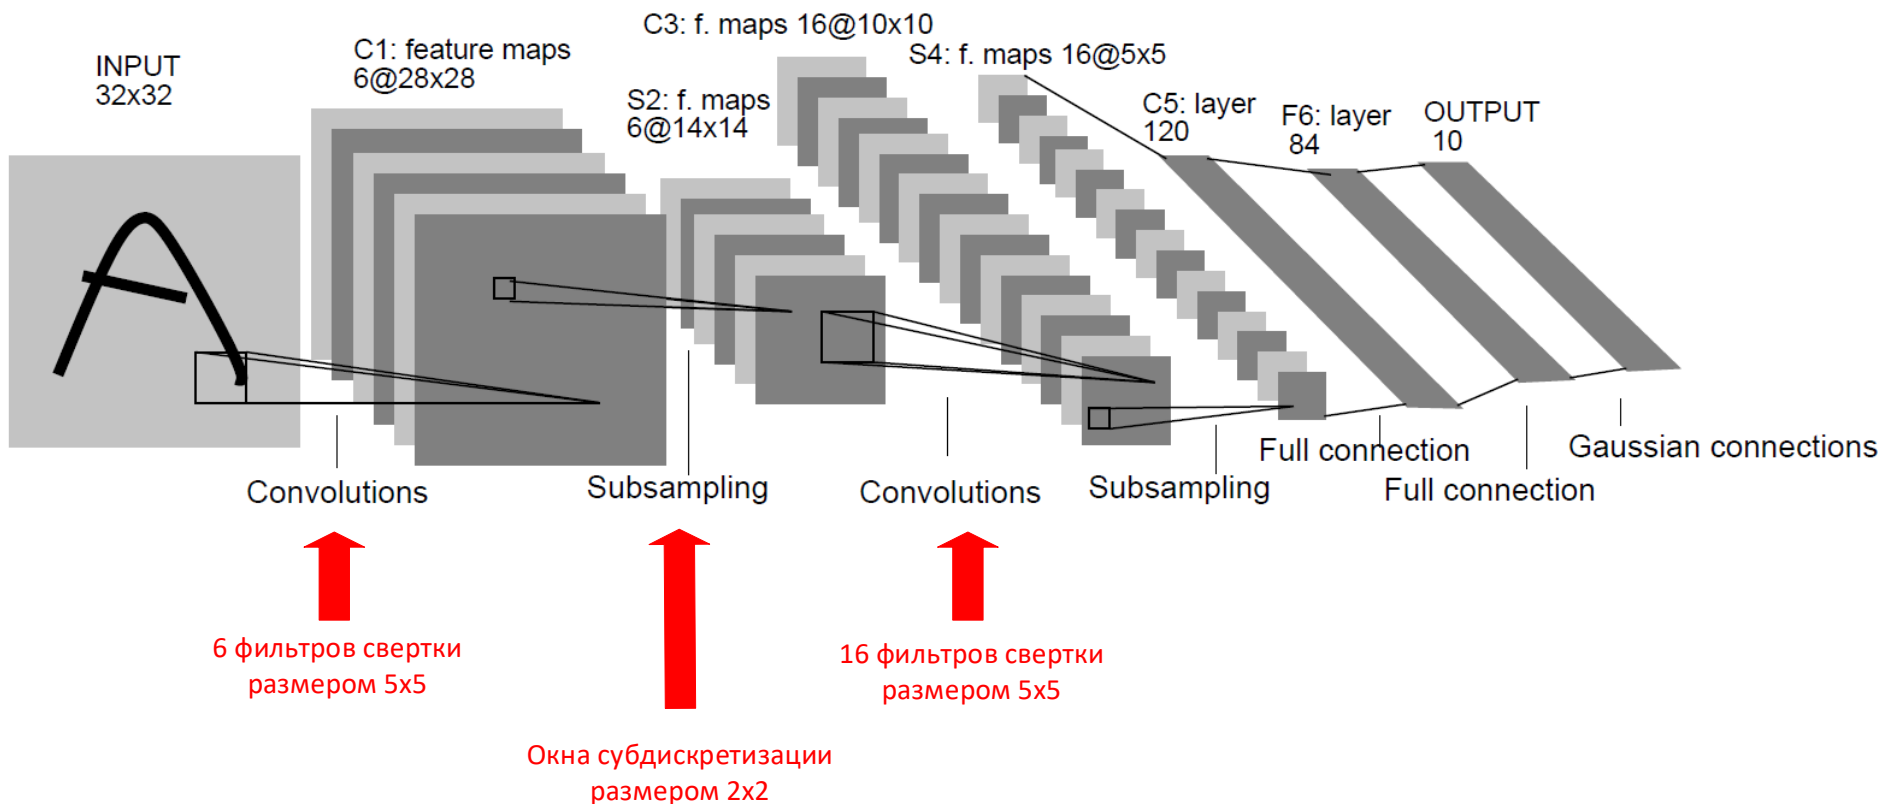 INPUT
32x32
C1: feature maps
6@28x28
S2: f. maps
6@14x14
C3: f. maps 16@10x10
S4: f. maps 16@5x5
C5: layer
120
F6: layer
84
OUTPUT
10
Convolutions
Subsampling
Convolutions
Subsampling
Full connection
Full connection
Gaussian connections
6 фильтров свертки
размером 5x5
Окна субдискретизации
размером 2x2
16 фильтров свертки
размером 5x5